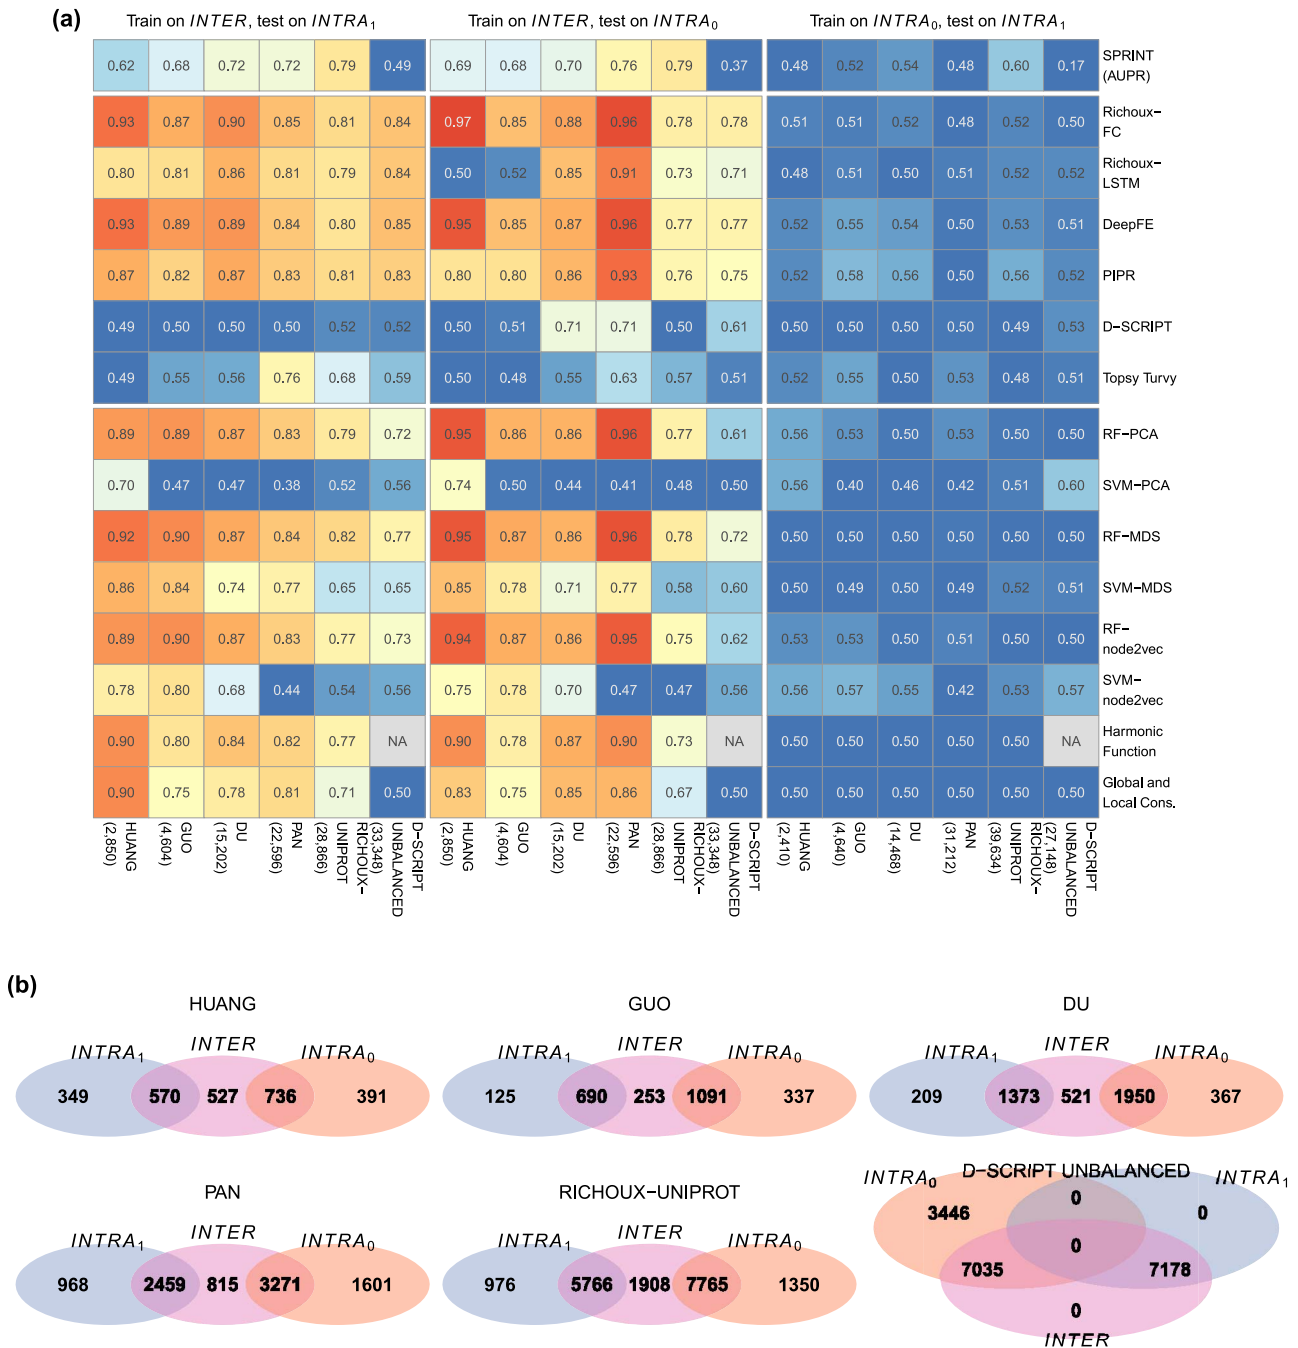 (a)
Train on INTER, test on INTRA1
Train on INTER, test on INTRA0
Train on INTRA0, test on INTRA1
0.62 0.68 0.72 0.72 0.79 0.49 0.69 0.68 0.70 0.76 0.79 0.37 0.48 0.52 0.54 0.48 0.60 0.17 SPRINT
(AUPR)
0.93 0.87 0.90 0.85 0.81 0.84 0.97 0.85 0.88 0.96 0.78 0.78 0.51 0.51 0.52 0.48 0.52 0.50 Richoux−
FC
0.80 0.81 0.86 0.81 0.79 0.84 0.50 0.52 0.85 0.91 0.73 0.71 0.48 0.51 0.50 0.51 0.52 0.52 Richoux−
LSTM
0.93 0.89 0.89 0.84 0.80 0.85 0.95 0.85 0.87 0.96 0.77 0.77 0.52 0.55 0.54 0.50 0.53 0.51 DeepFE
0.87 0.82 0.87 0.83 0.81 0.83 0.80 0.80 0.86 0.93 0.76 0.75 0.52 0.58 0.56 0.50 0.56 0.52 PIPR
0.49 0.50 0.50 0.50 0.52 0.52 0.50 0.51 0.71 0.71 0.50 0.61 0.50 0.50 0.50 0.50 0.49 0.53 D−SCRIPT
0.49 0.55 0.56 0.76 0.68 0.59 0.50 0.48 0.55 0.63 0.57 0.51 0.52 0.55 0.50 0.53 0.48 0.51 Topsy Turvy
0.89 0.89 0.87 0.83 0.79 0.72 0.95 0.86 0.86 0.96 0.77 0.61 0.56 0.53 0.50 0.53 0.50 0.50 RF−PCA
0.70 0.47 0.47 0.38 0.52 0.56 0.74 0.50 0.44 0.41 0.48 0.50 0.56 0.40 0.46 0.42 0.51 0.60 SVM−PCA
0.92 0.90 0.87 0.84 0.82 0.77 0.95 0.87 0.86 0.96 0.78 0.72 0.50 0.50 0.50 0.50 0.50 0.50 RF−MDS
0.86 0.84 0.74 0.77 0.65 0.65 0.85 0.78 0.71 0.77 0.58 0.60 0.50 0.49 0.50 0.49 0.52 0.51 SVM−MDS
0.89 0.90 0.87 0.83 0.77 0.73 0.94 0.87 0.86 0.95 0.75 0.62 0.53 0.53 0.50 0.51 0.50 0.50 RF−
node2vec
0.78 0.80 0.68 0.44 0.54 0.56 0.75 0.78 0.70 0.47 0.47 0.56 0.56 0.57 0.55 0.42 0.53 0.57 SVM−
node2vec
0.90 0.80 0.84 0.82 0.77 NA 0.90 0.78 0.87 0.90 0.73 NA 0.50 0.50 0.50 0.50 0.50 NA Harmonic
Function
0.90 0.75 0.78 0.81 0.71 0.50 0.83 0.75 0.85 0.86 0.67 0.50 0.50 0.50 0.50 0.50 0.50 0.50 Global and
Local Cons.
HUANG
(2,850)
GUO
(4,604)
DU
(15,202)
PAN
(22,596)
RICHOUX−
UNIPROT
(28,866)
D−SCRIPT
UNBALANCED
(33,348)
HUANG
(2,850)
GUO
(4,604)
DU
(15,202)
PAN
(22,596)
RICHOUX−
UNIPROT
(28,866)
D−SCRIPT
UNBALANCED
(33,348)
HUANG
(2,410)
GUO
(4,640)
DU
(14,468)
PAN
(31,212)
RICHOUX−
UNIPROT
(39,634)
D−SCRIPT
UNBALANCED
(27,148)
(b)
HUANG
INTRA1 INTER INTRA0
349 570 527 736 391
GUO
INTRA1 INTER INTRA0
125 690 253 1091 337
DU
INTRA1 INTER INTRA0
209 1373 521 1950 367
PAN
INTRA1 INTER INTRA0
968 2459 815 3271 1601
RICHOUX−UNIPROT
INTRA1 INTER INTRA0
976 5766 1908 7765 1350
D−SCRIPT UNBALANCED
INTRA0 INTRA1
0
3446 0
0
7035 7178
0
INTER